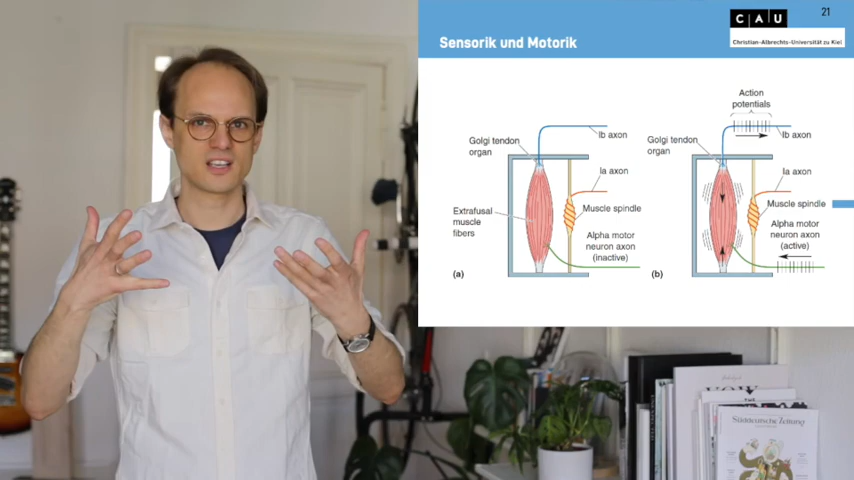 21
CAU
Christian-Albrechts-Universität zu Kiel
Sensorik und Motorik
Action
potentials
Golgi tendon
organ
Ib axon
Golgi tendon
organ
Ib axon
Ia axon
Ia axon
Extrafusal
muscle
fibers
Muscle spindle
Muscle spindle
Alpha motor
neuron axon
(inactive)
Alpha motor
neuron axon
(active)
(a)
(b)
Süddeutsche Zeitung